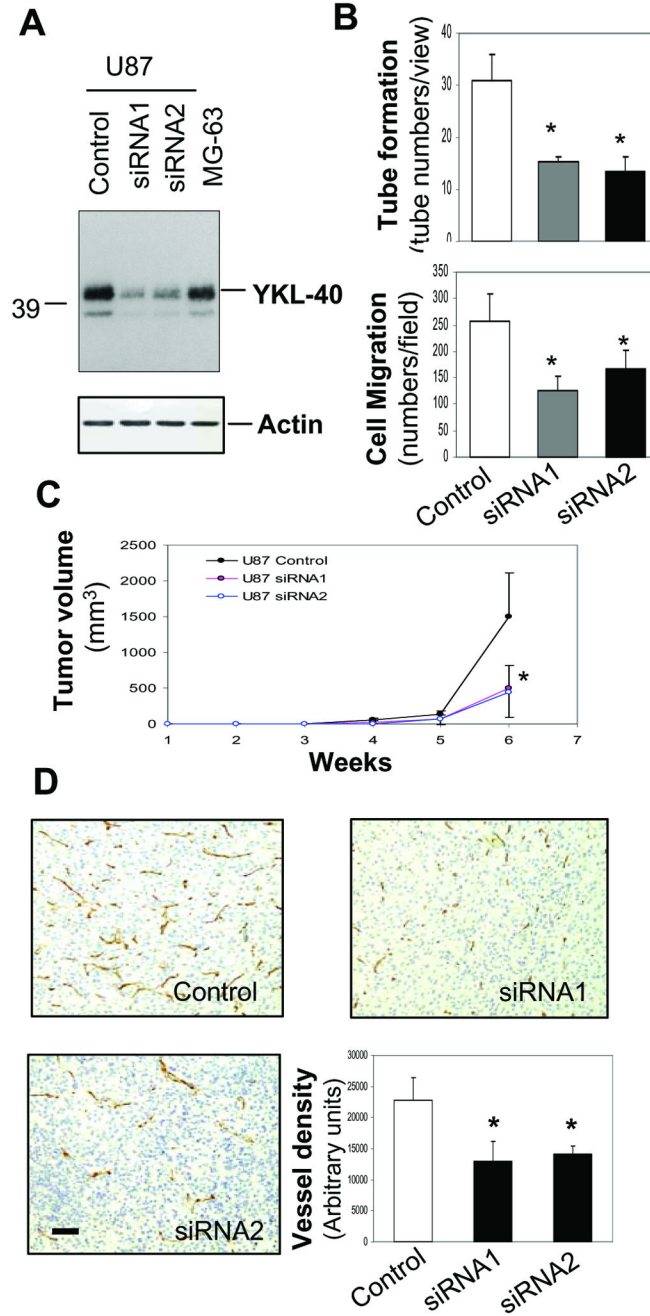 A
U87
Control
siRNA1
siRNA2
MG-63
39
YKL-40
Actin
B
Tube formation
(tube numbers/view)
40
30
20
10
0
*
*
Cell Migration
(numbers/field)
350
300
250
200
150
100
50
0
*
*
Control
siRNA1
siRNA2
C
Tumor volume
(mm³)
2500
2000
1500
1000
500
0
U87 Control
U87 siRNA1
U87 siRNA2
*
1 2 3 4 5 6 7
Weeks
D
Control
siRNA1
siRNA2
Vessel density
(Arbitrary units)
30000
25000
20000
15000
10000
5000
0
*
*
Control
siRNA1
siRNA2